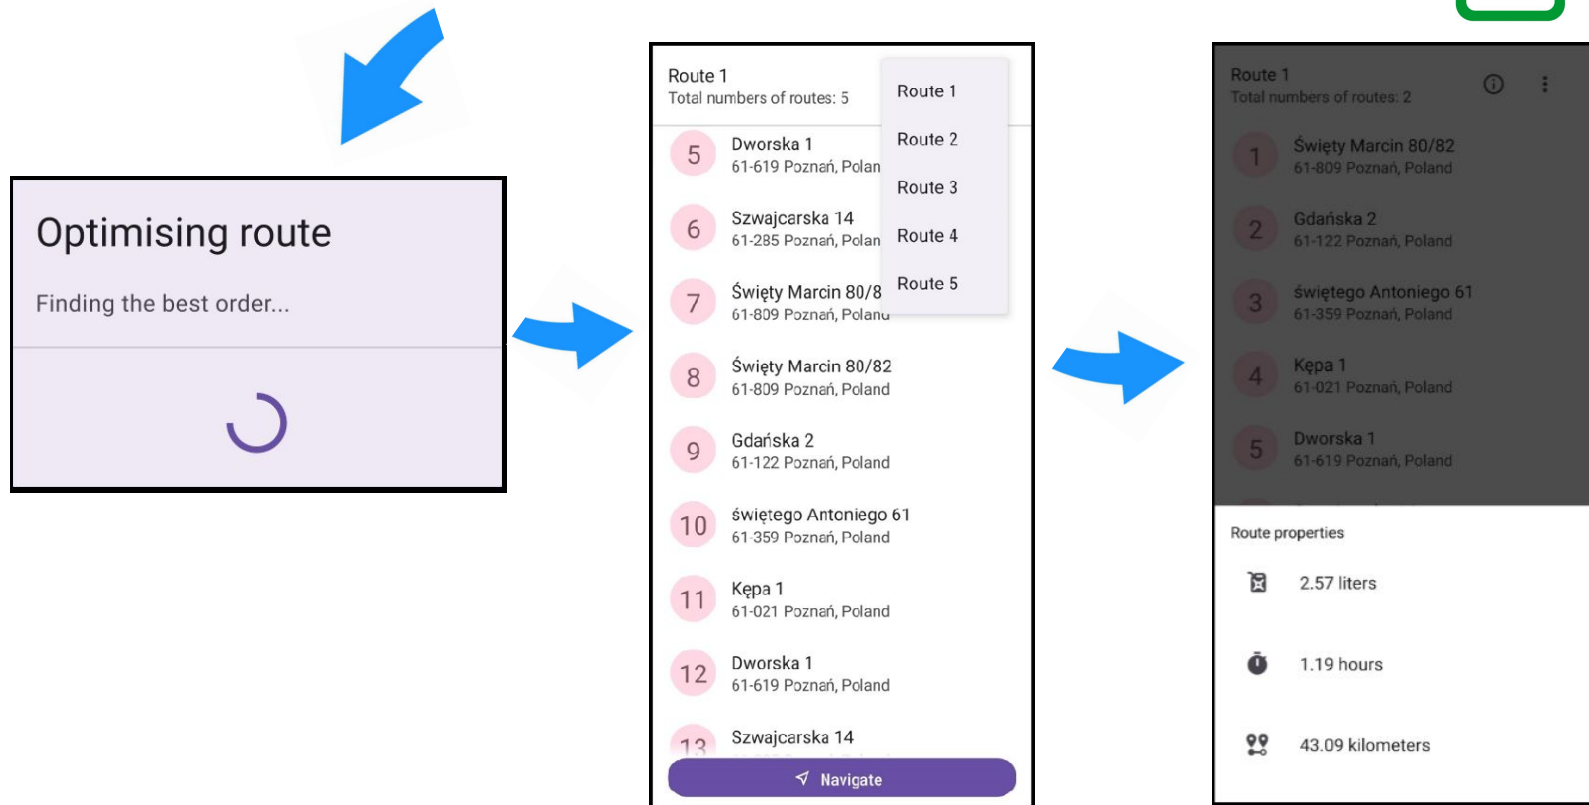 Optimising route
Finding the best order...
Route 1
Total numbers of routes: 5
Route 1
Route 2
Route 3
Route 4
Route 5
5
Dworska 1
61-619 Poznań, Polan
6
Szwajcarska 14
61-285 Poznań, Polan
7
Święty Marcin 80/8
61-809 Poznań, Poland
8
Święty Marcin 80/82
61-809 Poznań, Poland
9
Gdańska 2
61-122 Poznań, Poland
10
świętego Antoniego 61
61-359 Poznań, Poland
11
Kępa 1
61-021 Poznań, Poland
12
Dworska 1
61-619 Poznań, Poland
13
Szwajcarska 14
Navigate
Route 1
Total numbers of routes: 2
1
Święty Marcin 80/82
61-809 Poznań, Poland
2
Gdańska 2
61-122 Poznań, Poland
3
świętego Antoniego 61
61-359 Poznań, Poland
4
Kępa 1
61-021 Poznań, Poland
5
Dworska 1
61-619 Poznań, Poland
Route properties
2.57 liters
1.19 hours
43.09 kilometers